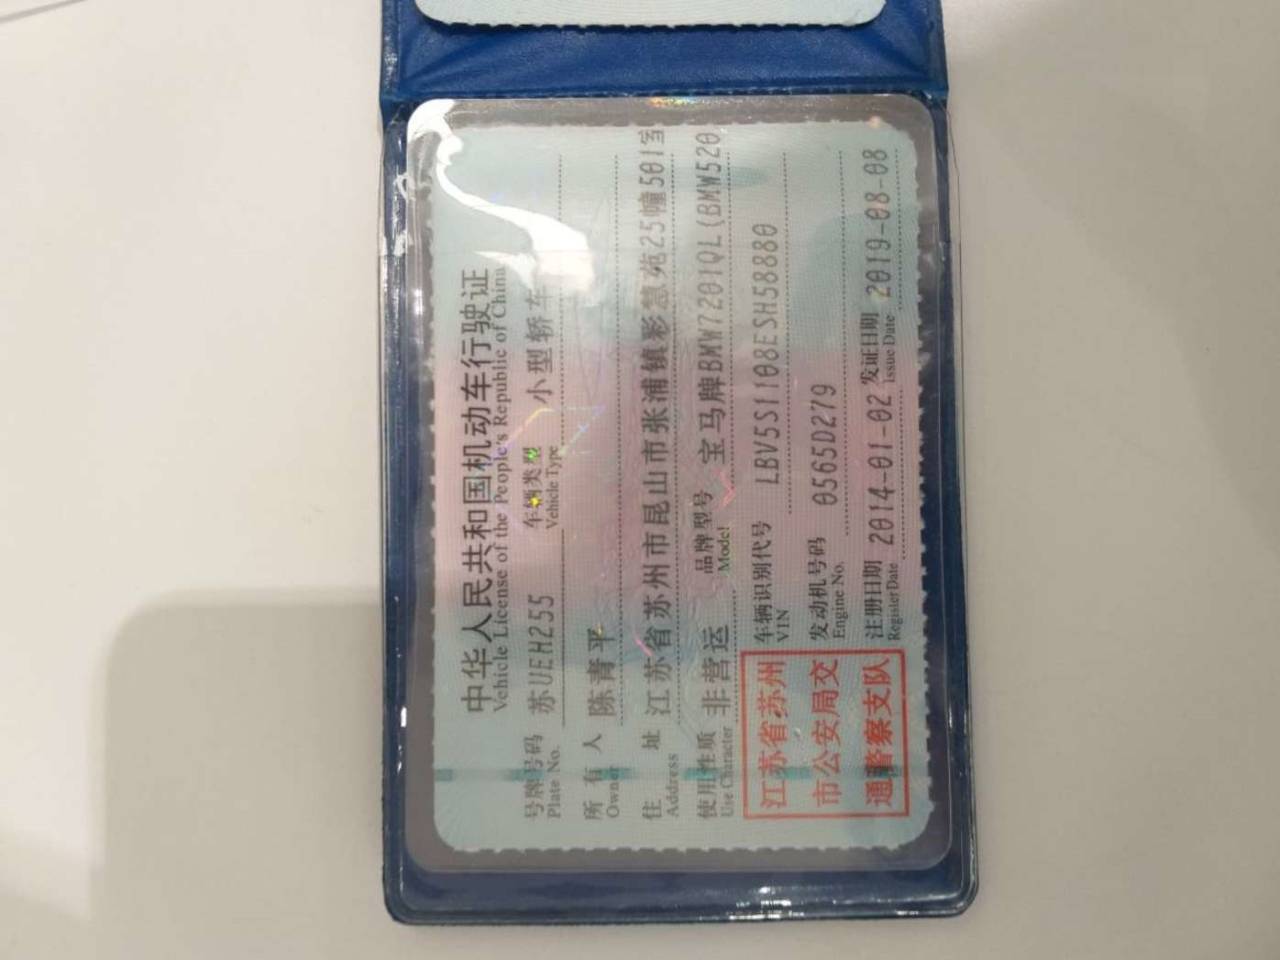 中华人民共和国机动车行驶证
Vehicle License of the People's Republic of China
号牌号码 苏UEH255 车辆类型 小型轿车
Plate No. Vehicle Type
所有人 陈青平
Owner
住址 江苏省苏州市昆山市张浦镇彩慧苑25幢501室
Address
使用性质 非营运 品牌型号 宝马牌BMW7201QL(BMW520
Use Character Model
车辆识别代号 LBV5S1108ESH58880
VIN
发动机号码 0565D279
Engine No.
注册日期 2014-01-02 发证日期 2019-08-08
Register Date Issue Date
江苏省苏州
市公安局交
通警察支队